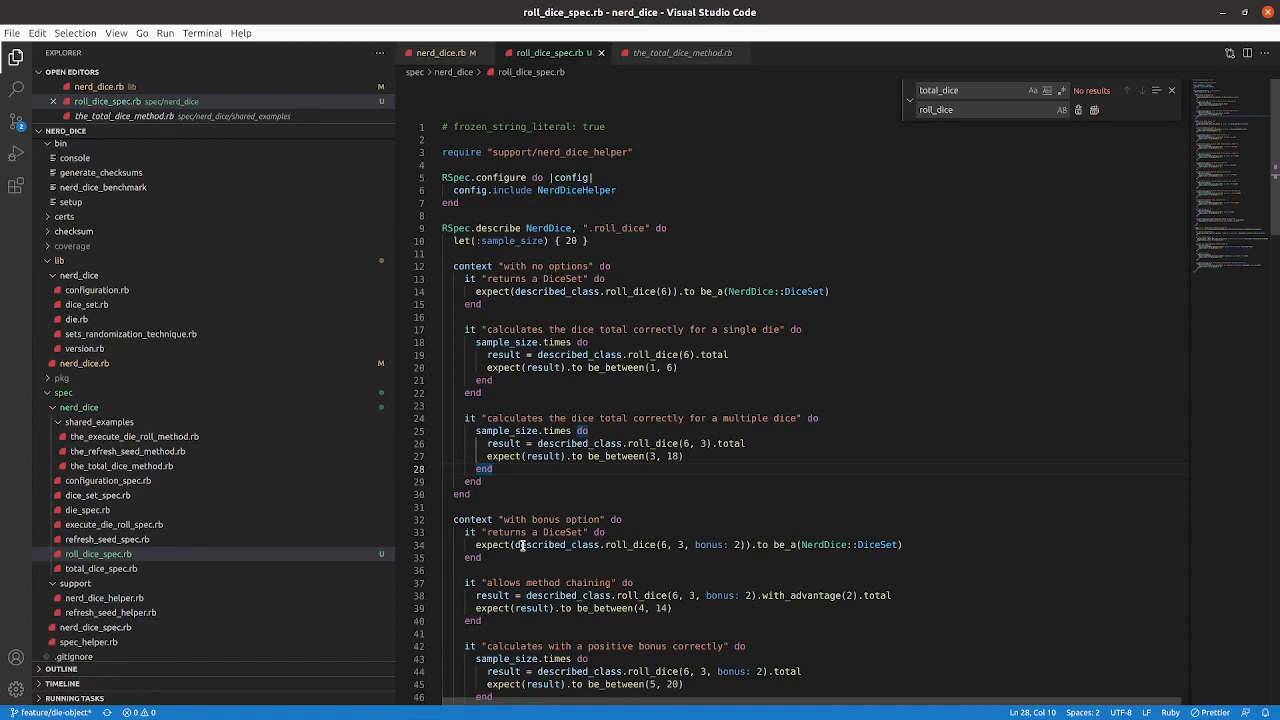 roll_dice_spec.rb - nerd_dice - Visual Studio Code
File Edit Selection View Go Run Terminal Help
EXPLORER
OPEN EDITORS
nerd_dice.rb lib
roll_dice_spec.rb spec/nerd_dice U
the_total_dice_method.rb spec/nerd_dice/shared_examples
NERD_DICE
bin
console
generate_checksums
nerd_dice_benchmark
setup
certs
checksum
coverage
lib
nerd_dice
configuration.rb
dice_set.rb
die.rb
sets_randomization_technique.rb
version.rb
nerd_dice.rb M
pkg
spec
nerd_dice
shared_examples
the_execute_die_roll_method.rb
the_refresh_seed_method.rb
the_total_dice_method.rb
configuration_spec.rb
dice_set_spec.rb
die_spec.rb
execute_die_roll_spec.rb
refresh_seed_spec.rb
roll_dice_spec.rb U
total_dice_spec.rb
support
nerd_dice_helper.rb
refresh_seed_helper.rb
nerd_dice_spec.rb
spec_helper.rb
.gitignore
OUTLINE
TIMELINE
RUNNING TASKS
2
nerd_dice.rb M roll_dice_spec.rb U the_total_dice_method.rb
spec > nerd_dice > roll_dice_spec.rb
total_dice Aa No results
roll_dice AB
1 # frozen_string_literal: true
2
3 require "support/nerd_dice_helper"
4
5 RSpec.configure do |config|
6 config.include NerdDiceHelper
7 end
8
9 RSpec.describe NerdDice, ".roll_dice" do
10 let(:sample_size) { 50 }
11
12 context "with no options" do
13 it "returns a DiceSet" do
14 expect(described_class.roll_dice(6)).to be_a(NerdDice::DiceSet)
15 end
16
17 it "calculates the dice total correctly for a single die" do
18 sample_size.times do
19 result = described_class.roll_dice(6).total
20 expect(result).to be_between(1, 6)
21 end
22 end
23
24 it "calculates the dice total correctly for a multiple dice" do
25 sample_size.times do
26 result = described_class.roll_dice(6, 3).total
27 expect(result).to be_between(3, 18)
28 end
29 end
30 end
31
32 context "with bonus option" do
33 it "returns a DiceSet" do
34 expect(described_class.roll_dice(6, 3, bonus: 2)).to be_a(NerdDice::DiceSet)
35 end
36
37 it "allows method chaining" do
38 result = described_class.roll_dice(6, 3, bonus: 2).with_advantage(2).total
39 expect(result).to be_between(4, 14)
40 end
41
42 it "calculates with a positive bonus correctly" do
43 sample_size.times do
44 result = described_class.roll_dice(6, 3, bonus: 2).total
45 expect(result).to be_between(5, 20)
46 end
feature/die-object* 0 0 Ln 28, Col 10 Spaces: 2 UTF-8 LF Ruby Prettier